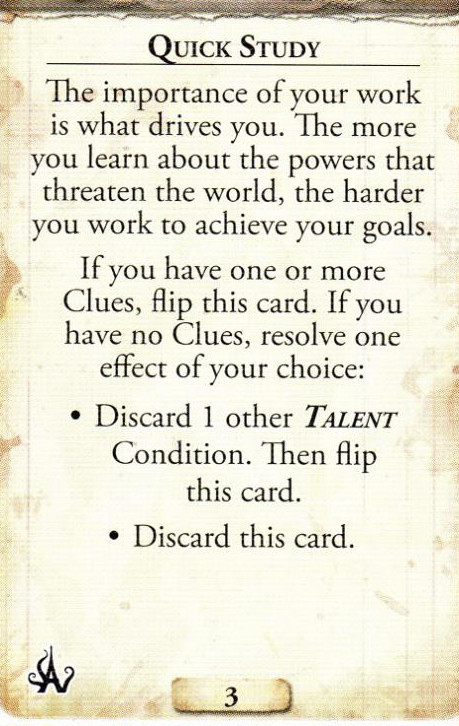 QUICK STUDY
The importance of your work
is what drives you. The more
you learn about the powers that
threaten the world, the harder
you work to achieve your goals.
If you have one or more
Clues, flip this card. If you
have no Clues, resolve one
effect of your choice:
• Discard 1 other TALENT
Condition. Then flip
this card.
• Discard this card.
3